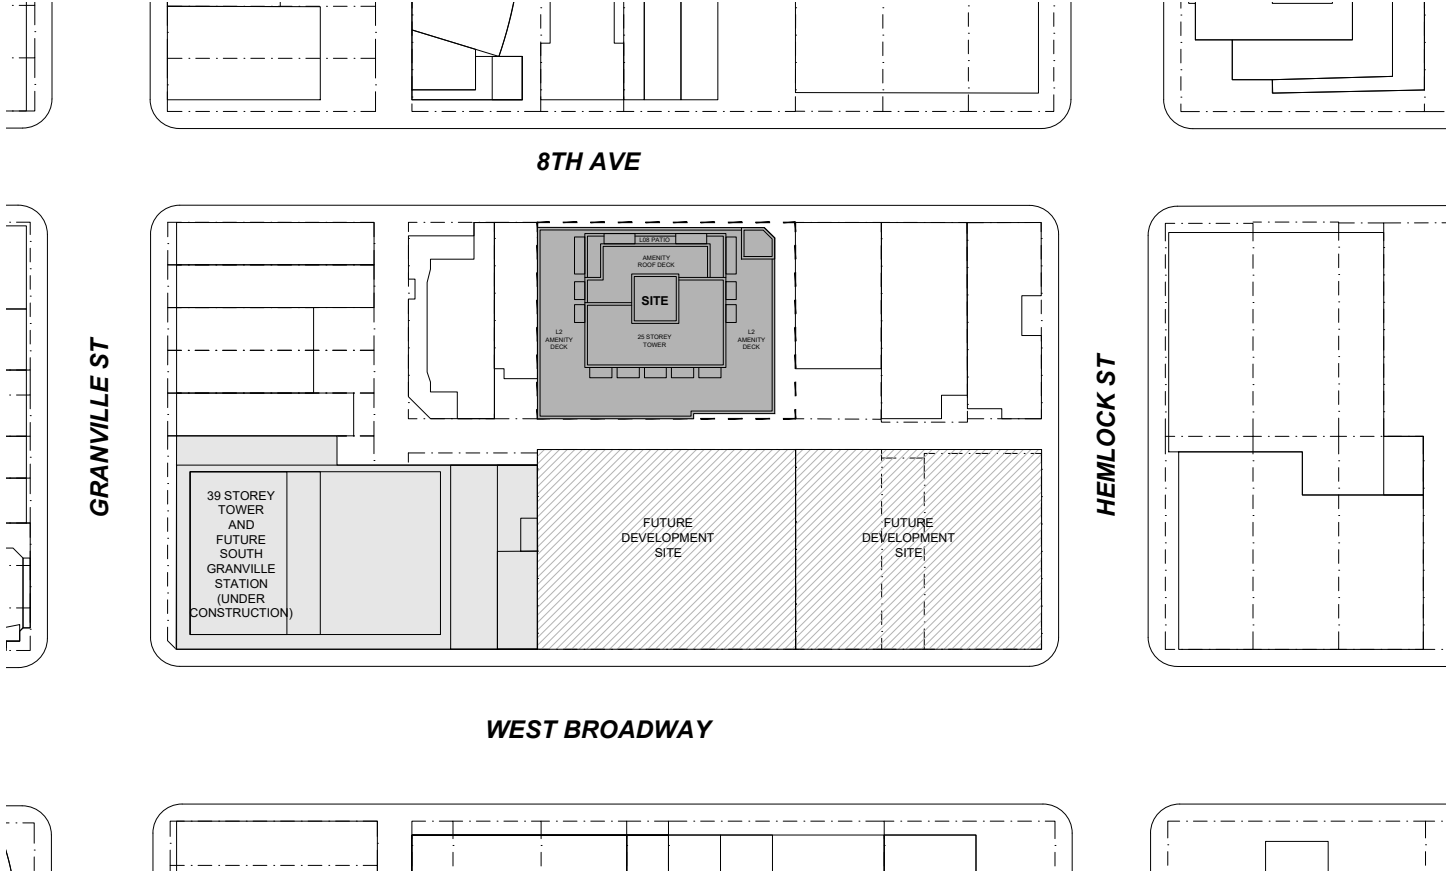 8TH AVE
L08 PATIO
AMENITY
ROOF DECK
SITE
L2
AMENITY
DECK
25 STOREY
TOWER
L2
AMENITY
DECK
GRANVILLE ST
HEMLOCK ST
39 STOREY
TOWER
AND
FUTURE
SOUTH
GRANVILLE
STATION
(UNDER
CONSTRUCTION)
FUTURE
DEVELOPMENT
SITE
FUTURE
DEVELOPMENT
SITE
WEST BROADWAY